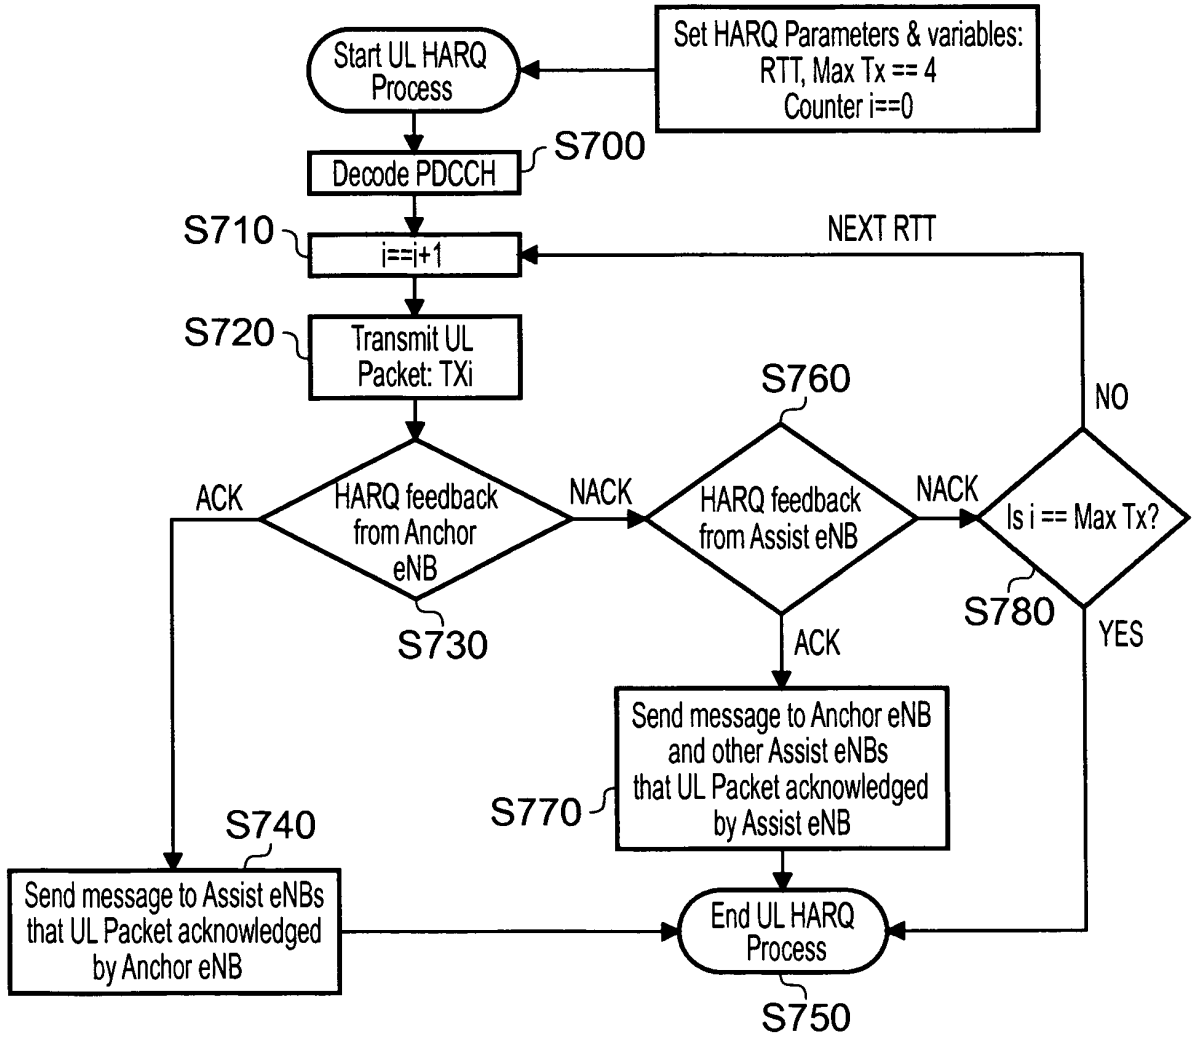 Start UL HARQ
Process
Set HARQ Parameters & variables:
RTT, Max Tx == 4
Counter i==0
S700
Decode PDCCH
S710
i==i+1
NEXT RTT
S720
Transmit UL
Packet: TXi
S760
NO
ACK
HARQ feedback
from Anchor
eNB
NACK
HARQ feedback
from Assist eNB
NACK
Is i == Max Tx?
S730
S780
ACK
YES
Send message to Anchor eNB
and other Assist eNBs
that UL Packet acknowledged
by Assist eNB
S770
S740
Send message to Assist eNBs
that UL Packet acknowledged
by Anchor eNB
End UL HARQ
Process
S750